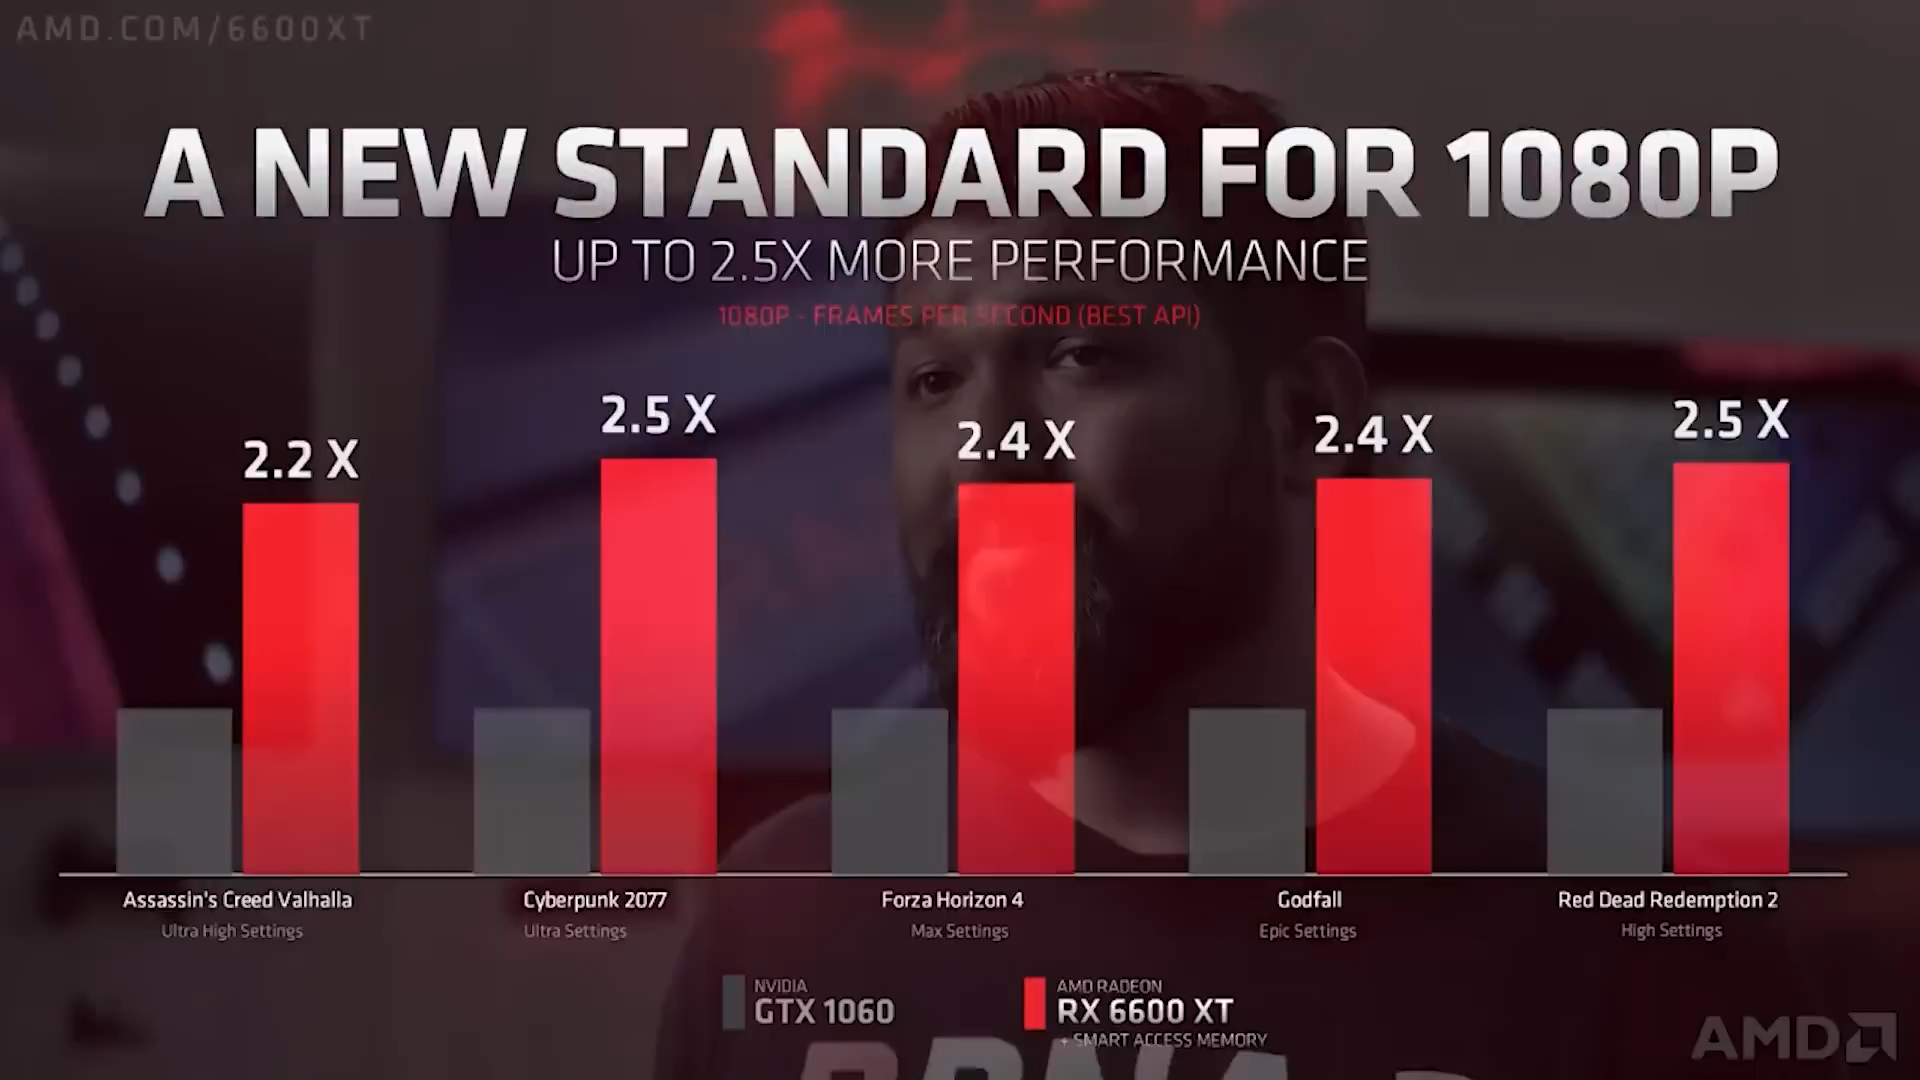 AMD.COM/6600XT
A NEW STANDARD FOR 1080P
UP TO 2.5X MORE PERFORMANCE
1080P - FRAMES PER SECOND (BEST API)
2.2 X
2.5 X
2.4 X
2.4 X
2.5 X
Assassin's Creed Valhalla
Ultra High Settings
Cyberpunk 2077
Ultra Settings
Forza Horizon 4
Max Settings
Godfall
Epic Settings
Red Dead Redemption 2
High Settings
NVIDIA
GTX 1060
AMD RADEON
RX 6600 XT
+ SMART ACCESS MEMORY
AMD